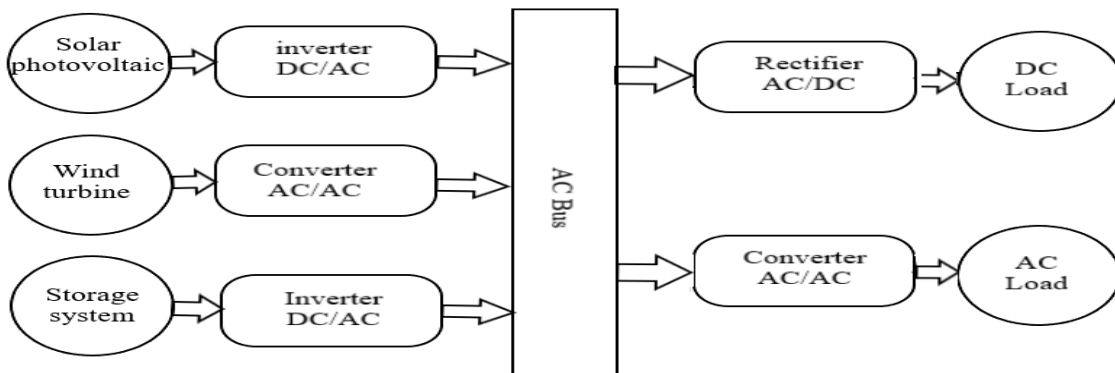 Solar
photovoltaic
inverter
DC/AC
Wind
turbine
Converter
AC/AC
Storage
system
Inverter
DC/AC
AC Bus
Rectifier
AC/DC
DC
Load
Converter
AC/AC
AC
Load